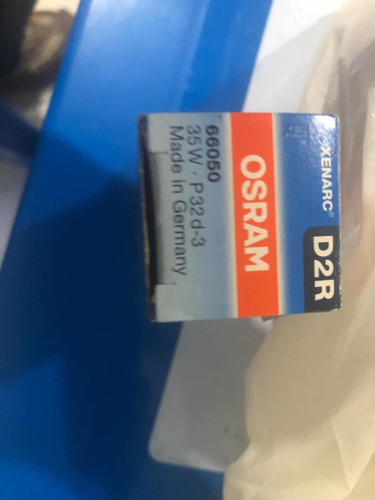 XENARC® D2R
OSRAM
66050
35W · P32d-3
Made in Germany